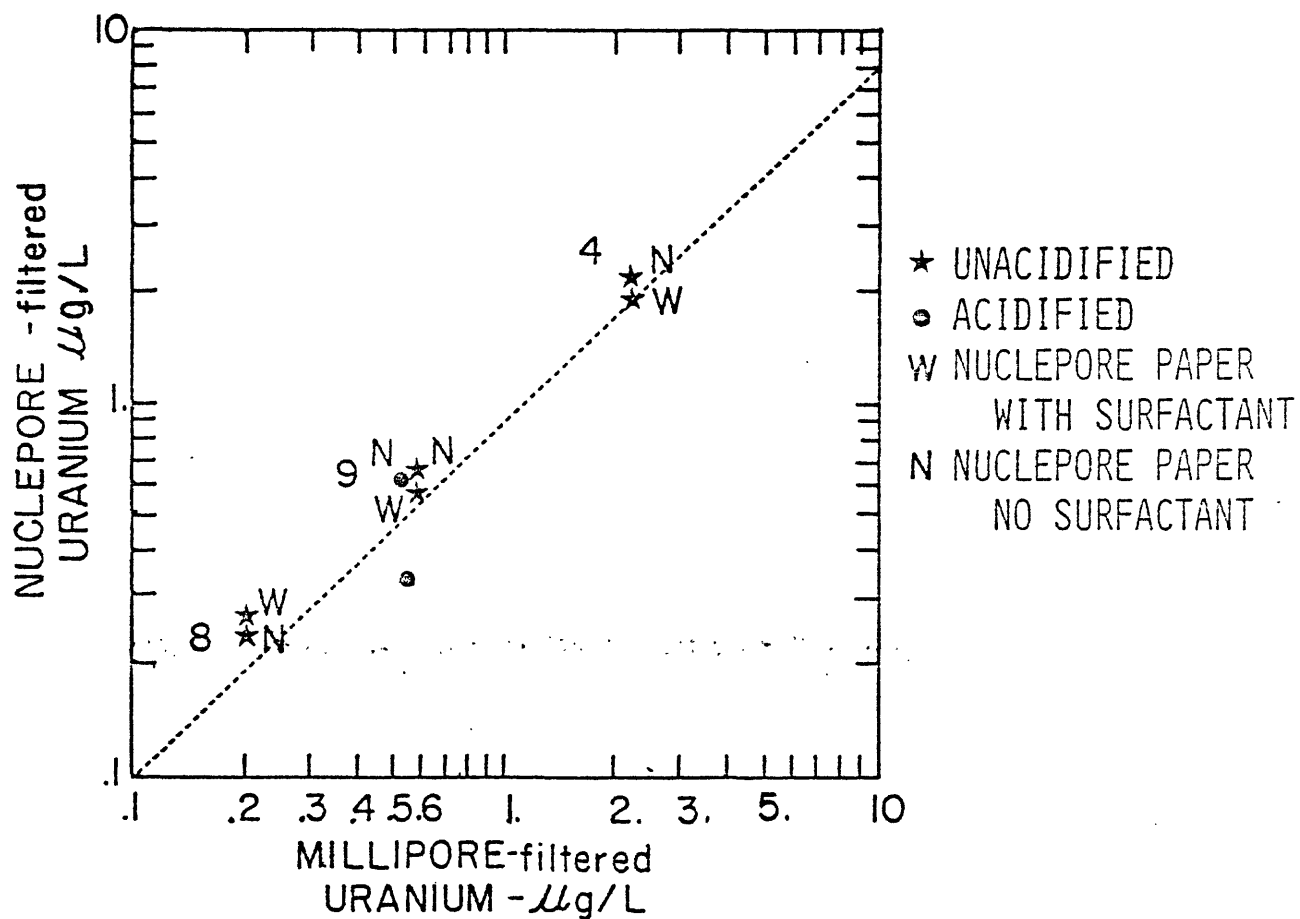 10
1.
.1
NUCLEPORE -filtered
URANIUM µg/L
4
N
W
9
N
N
W
8
W
N
.1 .2 .3 .4 .5 .6 1. 2. 3. 5. 10
MILLIPORE-filtered
URANIUM -µg/L
★ UNACIDIFIED
● ACIDIFIED
W NUCLEPORE PAPER
WITH SURFACTANT
N NUCLEPORE PAPER
NO SURFACTANT